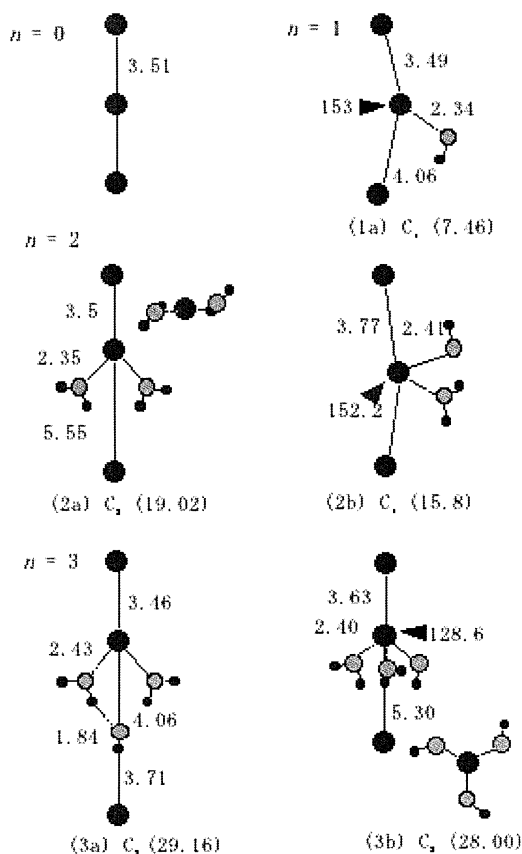 n = 0
3.51
n = 1
3.49
153
2.34
4.06
(1a) Cs (7.46)
n = 2
3.5
2.35
5.55
(2a) Cs (19.02)
3.77
2.41
152.2
(2b) Cs (15.8)
n = 3
3.46
2.43
4.06
1.84
3.71
(3a) Cs (29.16)
3.63
2.40
128.6
5.30
(3b) C3 (28.00)